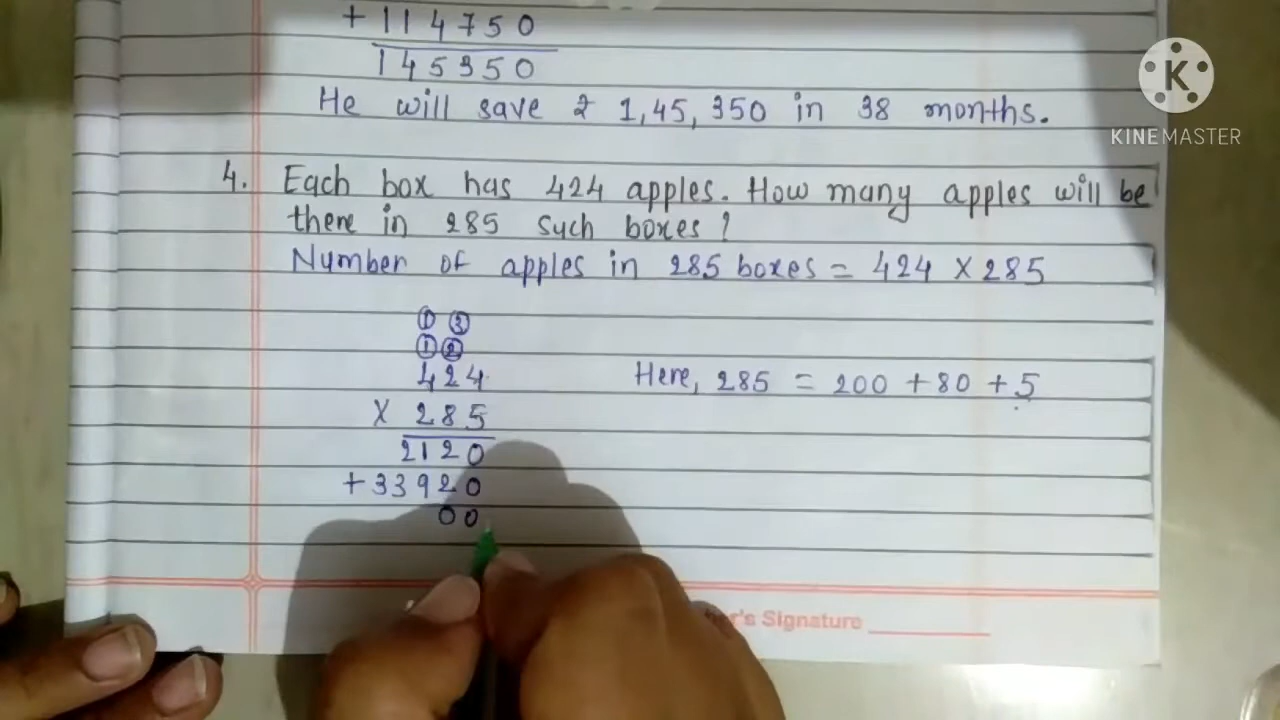 + 114750
145350
He will save ₹ 1,45,350 in 38 months.
K
KINEMASTER
4. Each box has 424 apples. How many apples will be
there in 285 such boxes?
Number of apples in 285 boxes = 424 × 285
① ③
① ②
424
Here, 285 = 200 + 80 + 5
× 285
2120
+ 33920
00
Signature